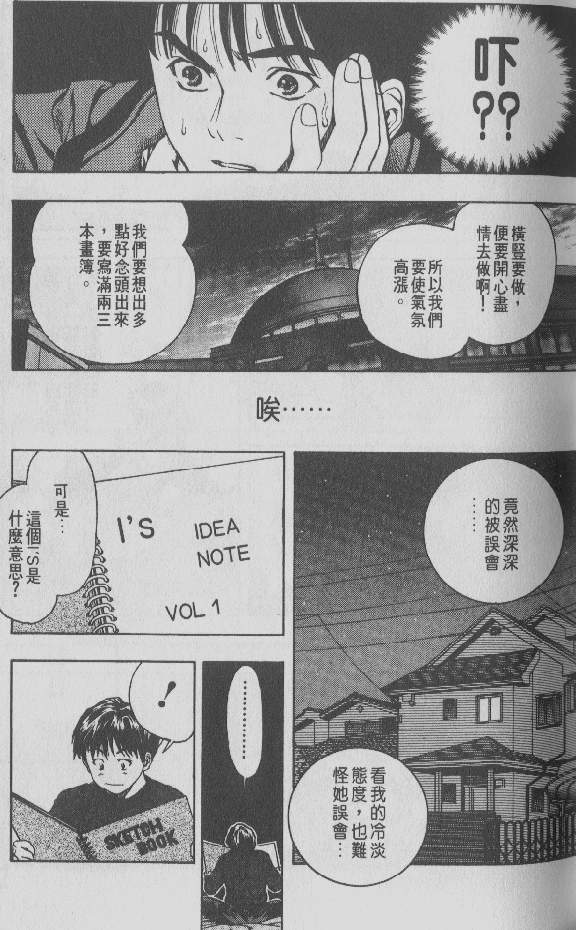 吓
??
橫豎要做，
便要開心盡
情去做啊！
所以我們
要使氣氛
高漲。
我們要想出多
點好念頭出來
，要寫滿兩三
本畫簿。
唉……
竟然深深
的被誤會
……
看我的冷淡
態度，也難
怪她誤會…
I'S
IDEA
NOTE
VOL 1
可是…
這個I'S是
什麼意思？
…………
！
SKETCH
BOOK